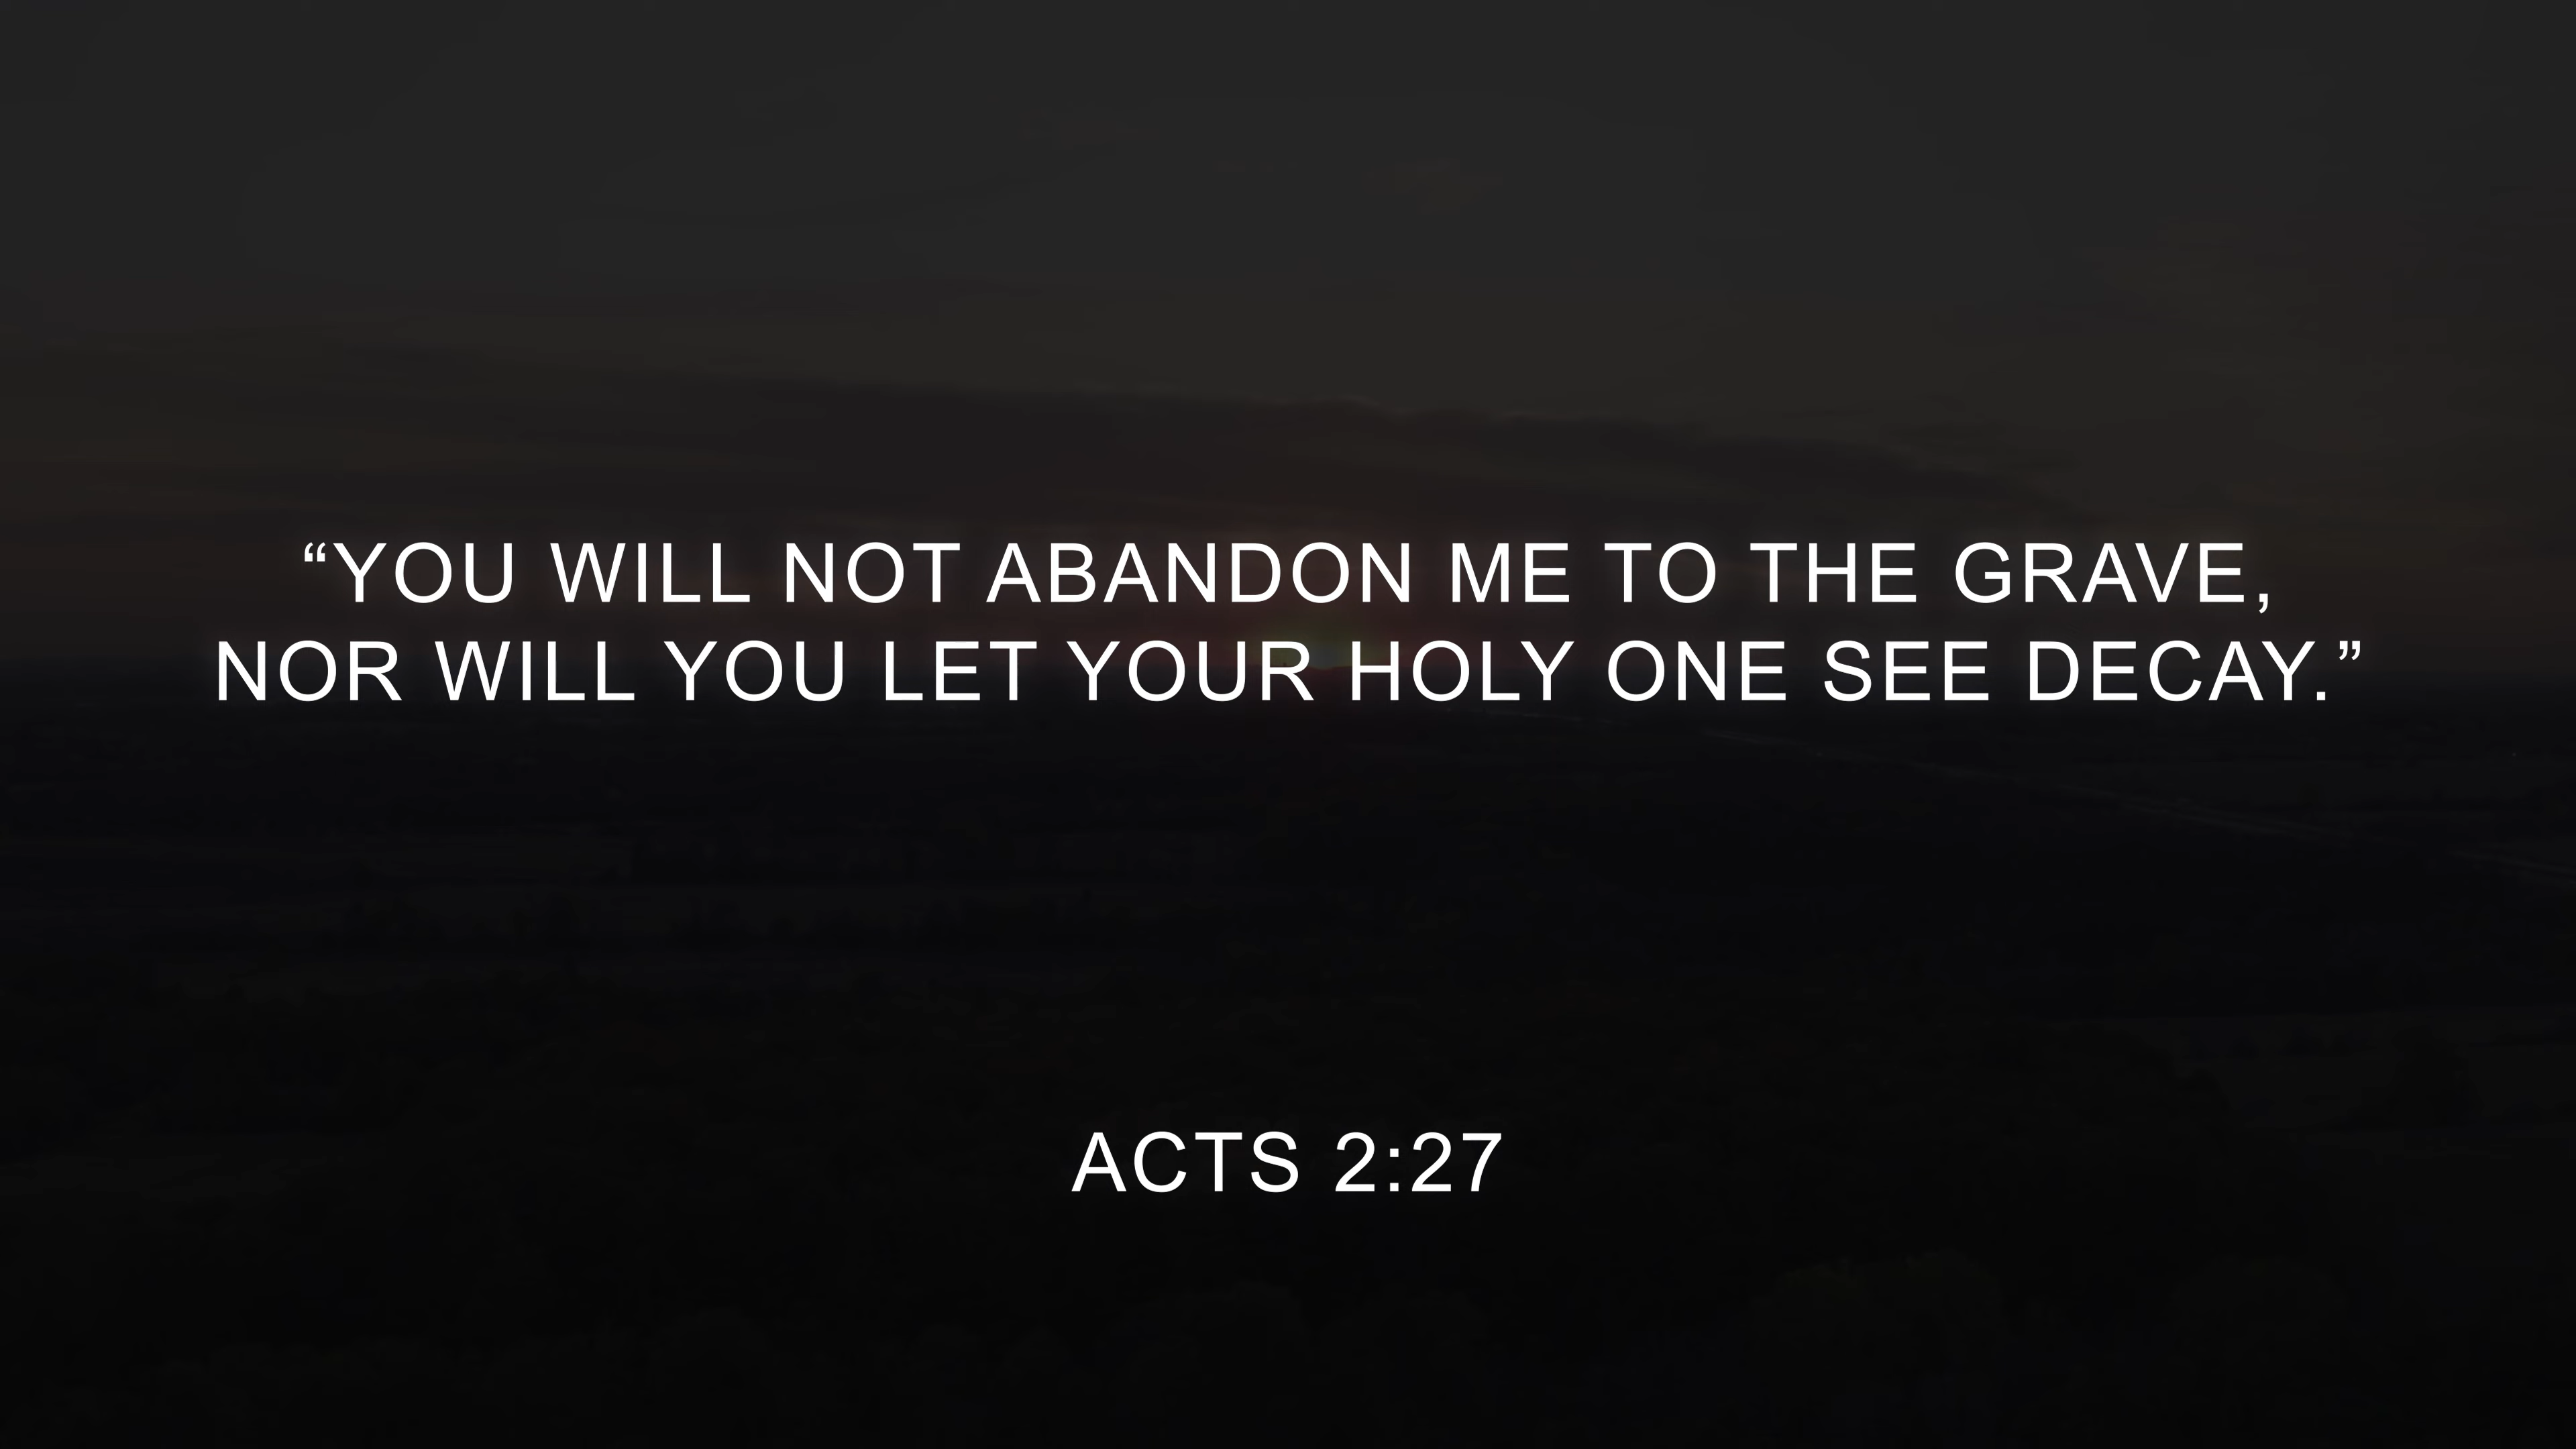 “YOU WILL NOT ABANDON ME TO THE GRAVE,
NOR WILL YOU LET YOUR HOLY ONE SEE DECAY.”
ACTS 2:27